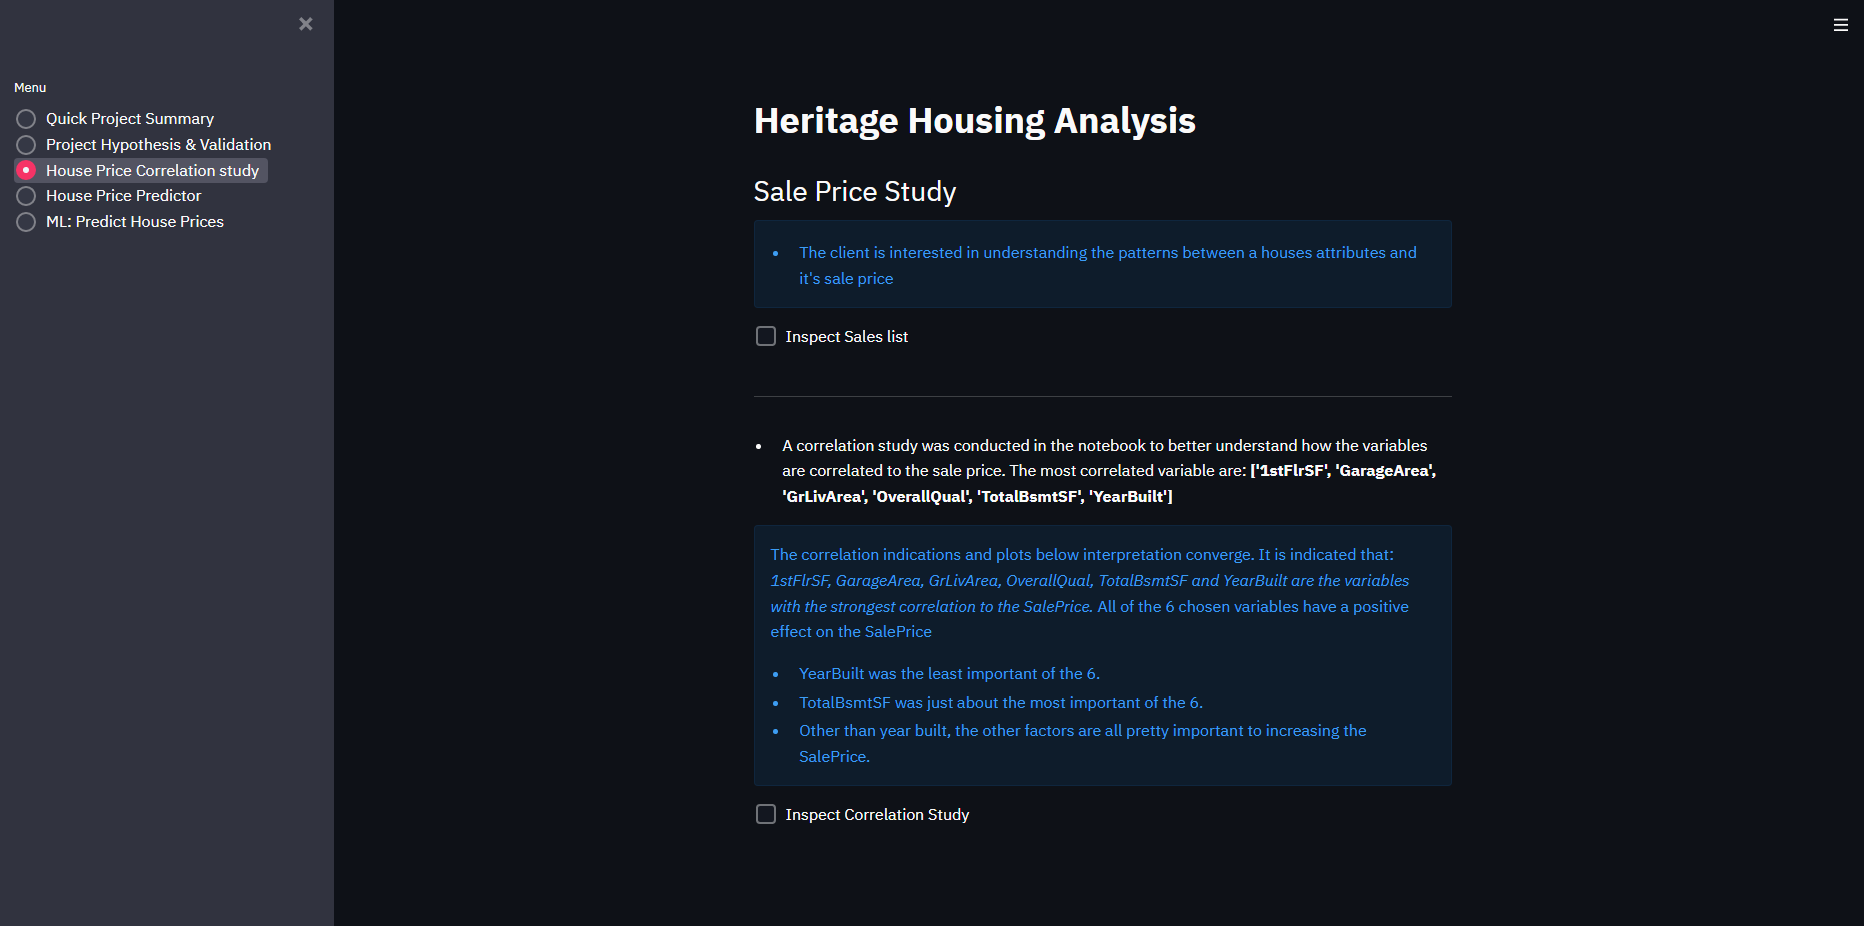 Menu
Quick Project Summary
Project Hypothesis & Validation
House Price Correlation study
House Price Predictor
ML: Predict House Prices
Heritage Housing Analysis
Sale Price Study
• The client is interested in understanding the patterns between a houses attributes and
it's sale price
Inspect Sales list
• A correlation study was conducted in the notebook to better understand how the variables
are correlated to the sale price. The most correlated variable are: ['1stFlrSF', 'GarageArea',
'GrLivArea', 'OverallQual', 'TotalBsmtSF', 'YearBuilt']
The correlation indications and plots below interpretation converge. It is indicated that:
1stFlrSF, GarageArea, GrLivArea, OverallQual, TotalBsmtSF and YearBuilt are the variables
with the strongest correlation to the SalePrice. All of the 6 chosen variables have a positive
effect on the SalePrice
• YearBuilt was the least important of the 6.
• TotalBsmtSF was just about the most important of the 6.
• Other than year built, the other factors are all pretty important to increasing the
SalePrice.
Inspect Correlation Study